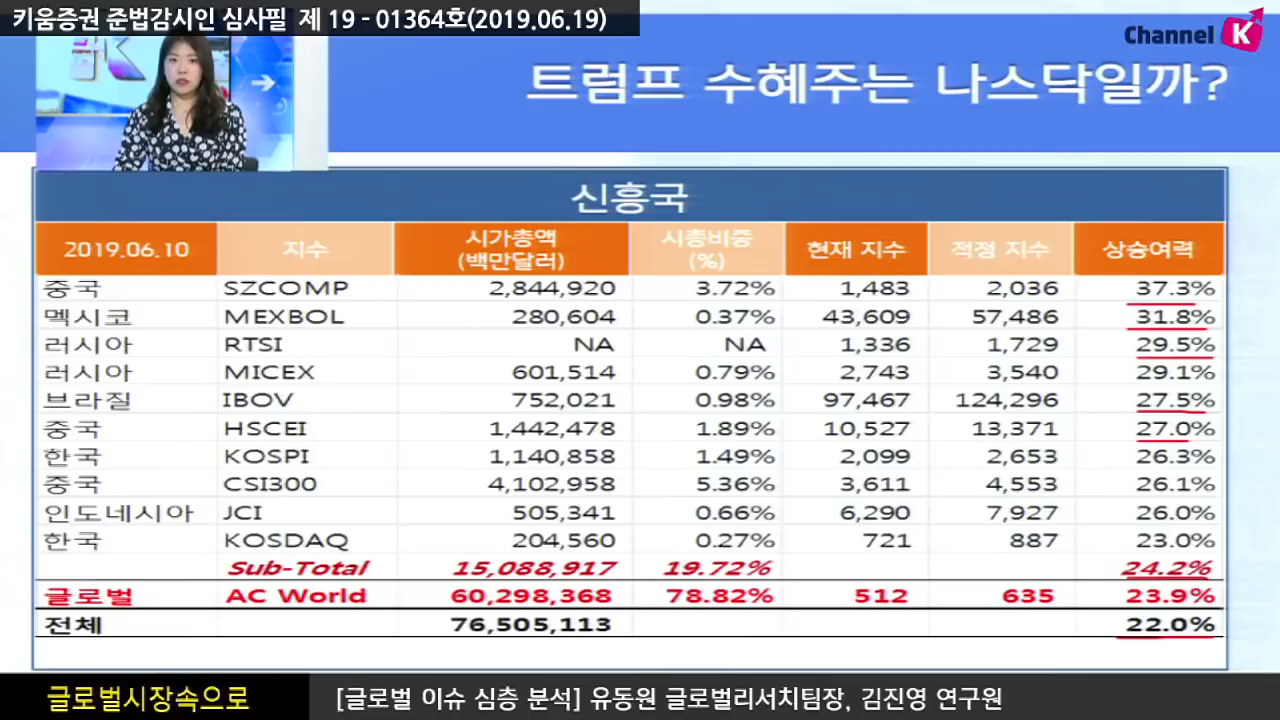 키움증권 준법감시인 심사필 제 19 - 01364호(2019.06.19)
Channel K
트럼프 수혜주는 나스닥일까?
신흥국
2019.06.10 지수 시가총액 (백만달러) 시총비중 (%) 현재 지수 적정 지수 상승여력
중국 SZCOMP 2,844,920 3.72% 1,483 2,036 37.3%
멕시코 MEXBOL 280,604 0.37% 43,609 57,486 31.8%
러시아 RTSI NA NA 1,336 1,729 29.5%
러시아 MICEX 601,514 0.79% 2,743 3,540 29.1%
브라질 IBOV 752,021 0.98% 97,467 124,296 27.5%
중국 HSCEI 1,442,478 1.89% 10,527 13,371 27.0%
한국 KOSPI 1,140,858 1.49% 2,099 2,653 26.3%
중국 CSI300 4,102,958 5.36% 3,611 4,553 26.1%
인도네시아 JCI 505,341 0.66% 6,290 7,927 26.0%
한국 KOSDAQ 204,560 0.27% 721 887 23.0%
Sub-Total 15,088,917 19.72% 24.2%
글로벌 AC World 60,298,368 78.82% 512 635 23.9%
전체 76,505,113 22.0%
글로벌시장속으로
[글로벌 이슈 심층 분석] 유동원 글로벌리서치팀장, 김진영 연구원